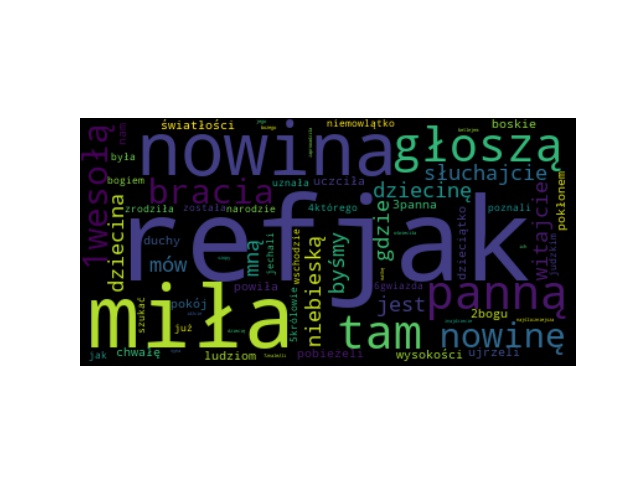 światłości
niemowlątko
boskie
nowina
głoszą
1wesołą
nam
była
bogiem
bracia
uznała
uczciła
słuchajcie
dziecinę
witajcie
pokłonem
dziecina
zrodziła
została
narodzie
4którego
3panna
poznali
refjak
duchy
mów
mną
jechali
wschodzie
niebieską
byśmy
gdzie
dzieciątko
judzkim
powiła
6gwiazda
jest
panną
miła
szukać
pokój
już
5królowie
tam
2bogu
nowinę
jak
chwałę
ludziom
pobieżeli
wysokości
ujrzeli